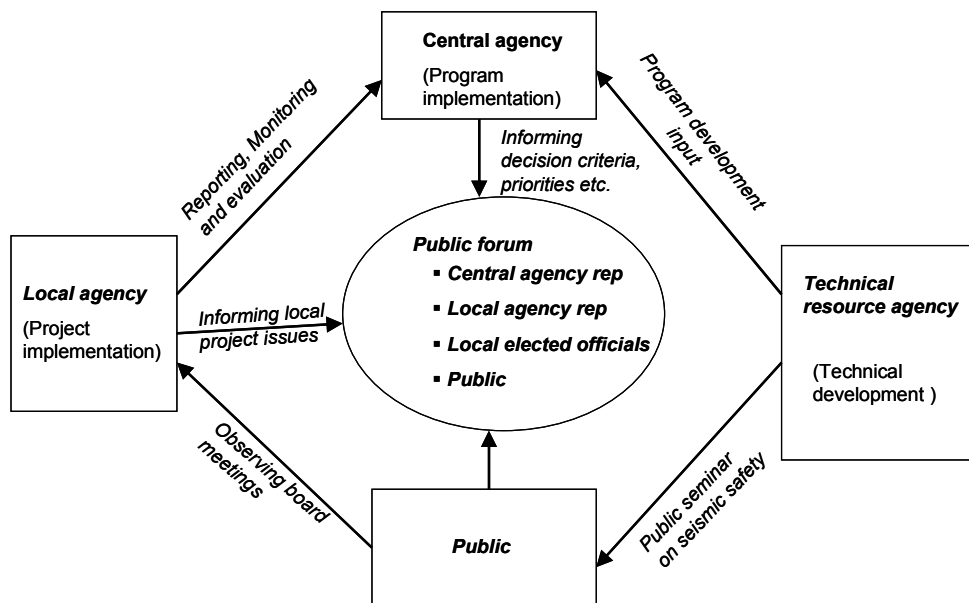 Central agency
(Program
implementation)
Reporting, Monitoring
and evaluation
Program development
input
Informing
decision criteria,
priorities etc.
Public forum
▪ Central agency rep
▪ Local agency rep
▪ Local elected officials
▪ Public
Local agency
(Project
implementation)
Informing local
project issues
Technical
resource agency
(Technical
development )
Observing board
meetings
Public seminar
on seismic safety
Public